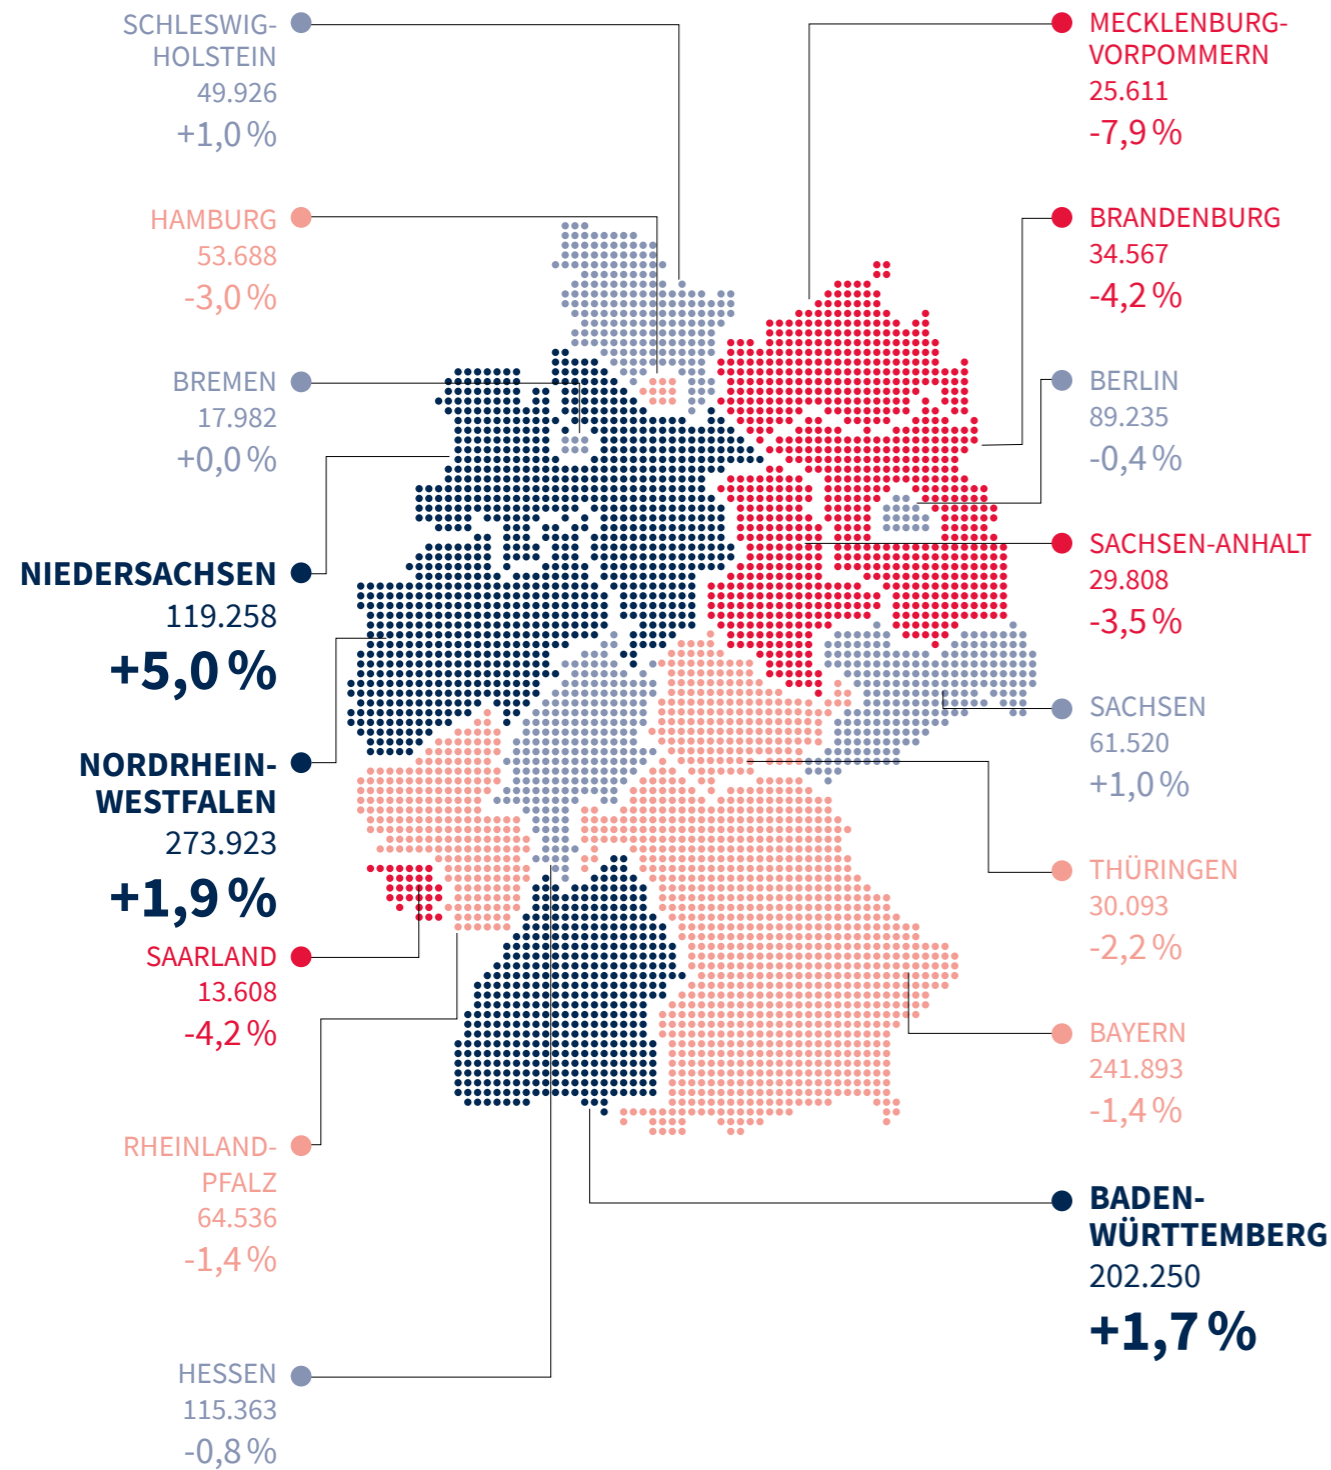 SCHLESWIG-
HOLSTEIN
49.926
+1,0 %
HAMBURG
53.688
-3,0 %
BREMEN
17.982
+0,0 %
NIEDERSACHSEN
119.258
+5,0 %
NORDRHEIN-
WESTFALEN
273.923
+1,9 %
SAARLAND
13.608
-4,2 %
RHEINLAND-
PFALZ
64.536
-1,4 %
HESSEN
115.363
-0,8 %
MECKLENBURG-
VORPOMMERN
25.611
-7,9 %
BRANDENBURG
34.567
-4,2 %
BERLIN
89.235
-0,4 %
SACHSEN-ANHALT
29.808
-3,5 %
SACHSEN
61.520
+1,0 %
THÜRINGEN
30.093
-2,2 %
BAYERN
241.893
-1,4 %
BADEN-
WÜRTTEMBERG
202.250
+1,7 %